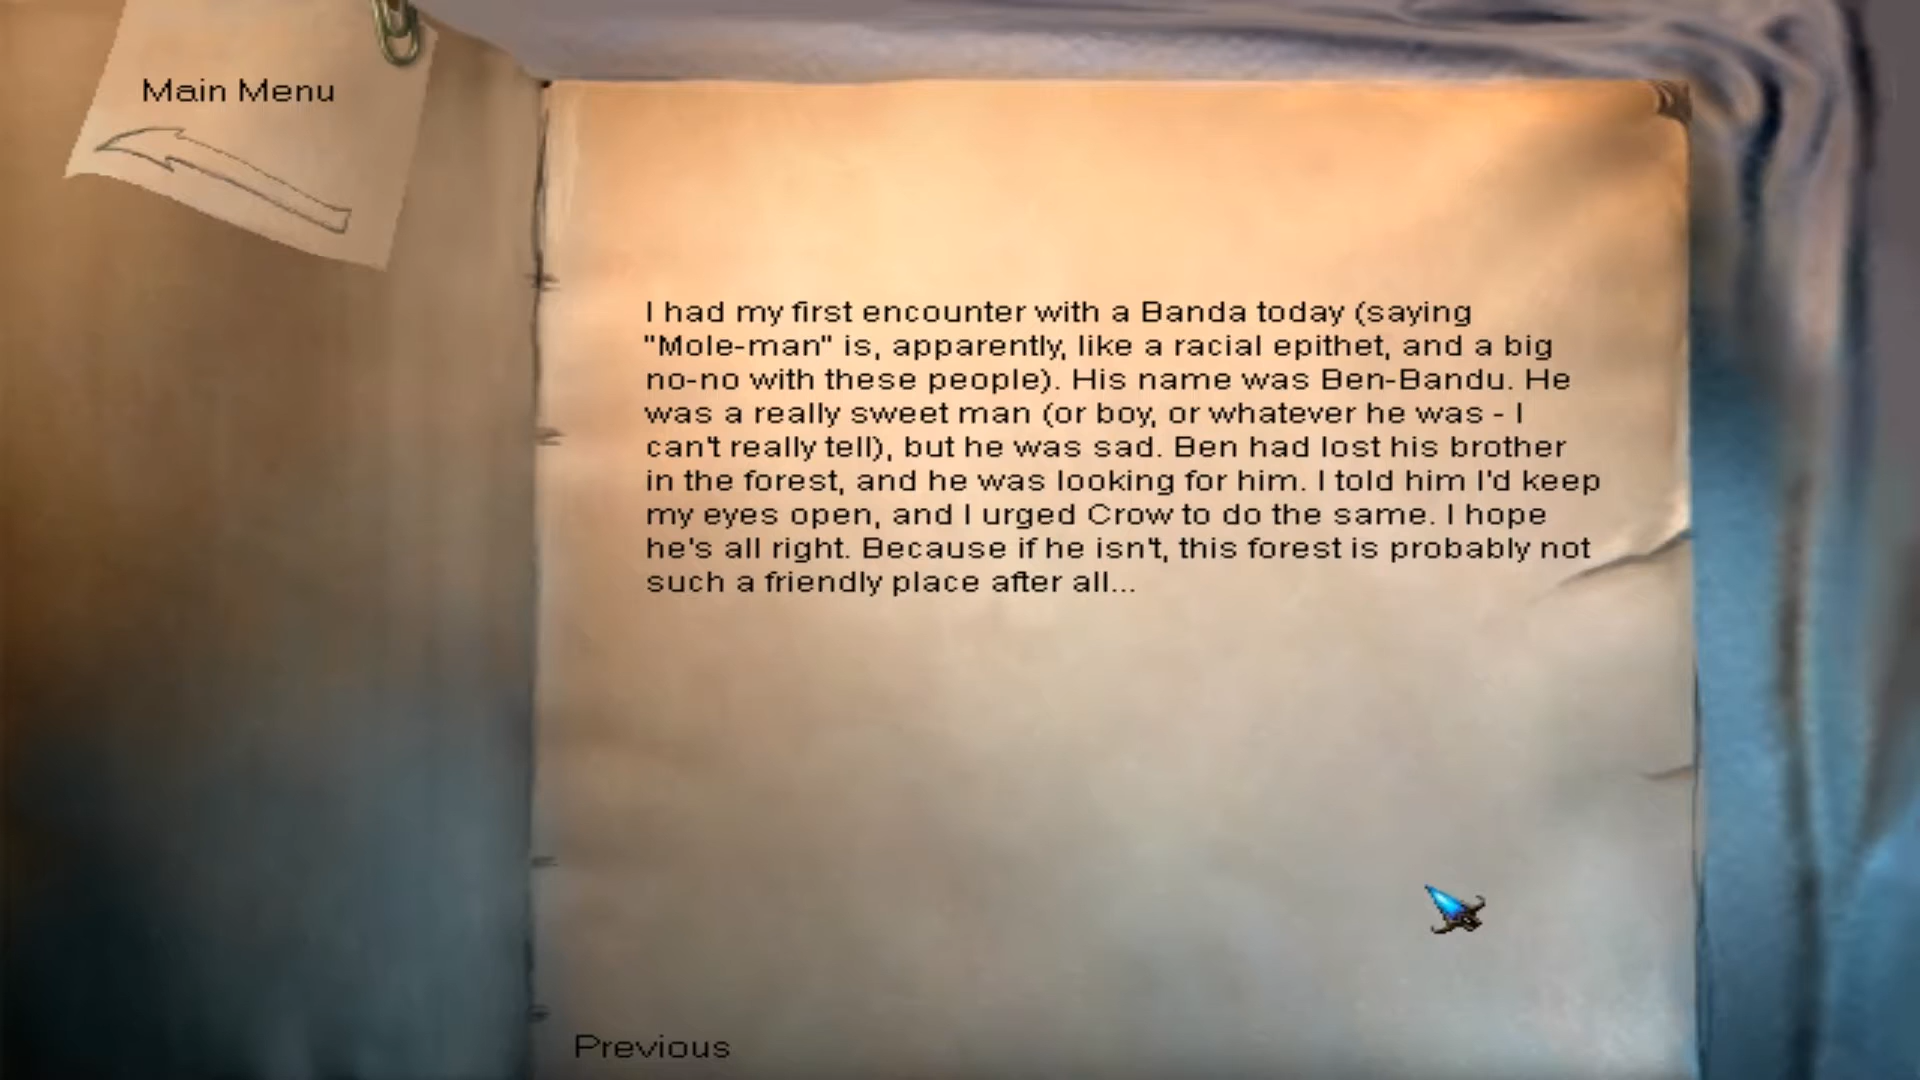 Main Menu
I had my first encounter with a Banda today (saying
"Mole-man" is, apparently, like a racial epithet, and a big
no-no with these people). His name was Ben-Bandu. He
was a really sweet man (or boy, or whatever he was - I
can't really tell), but he was sad. Ben had lost his brother
in the forest, and he was looking for him. I told him I'd keep
my eyes open, and I urged Crow to do the same. I hope
he's all right. Because if he isn't, this forest is probably not
such a friendly place after all...
Previous